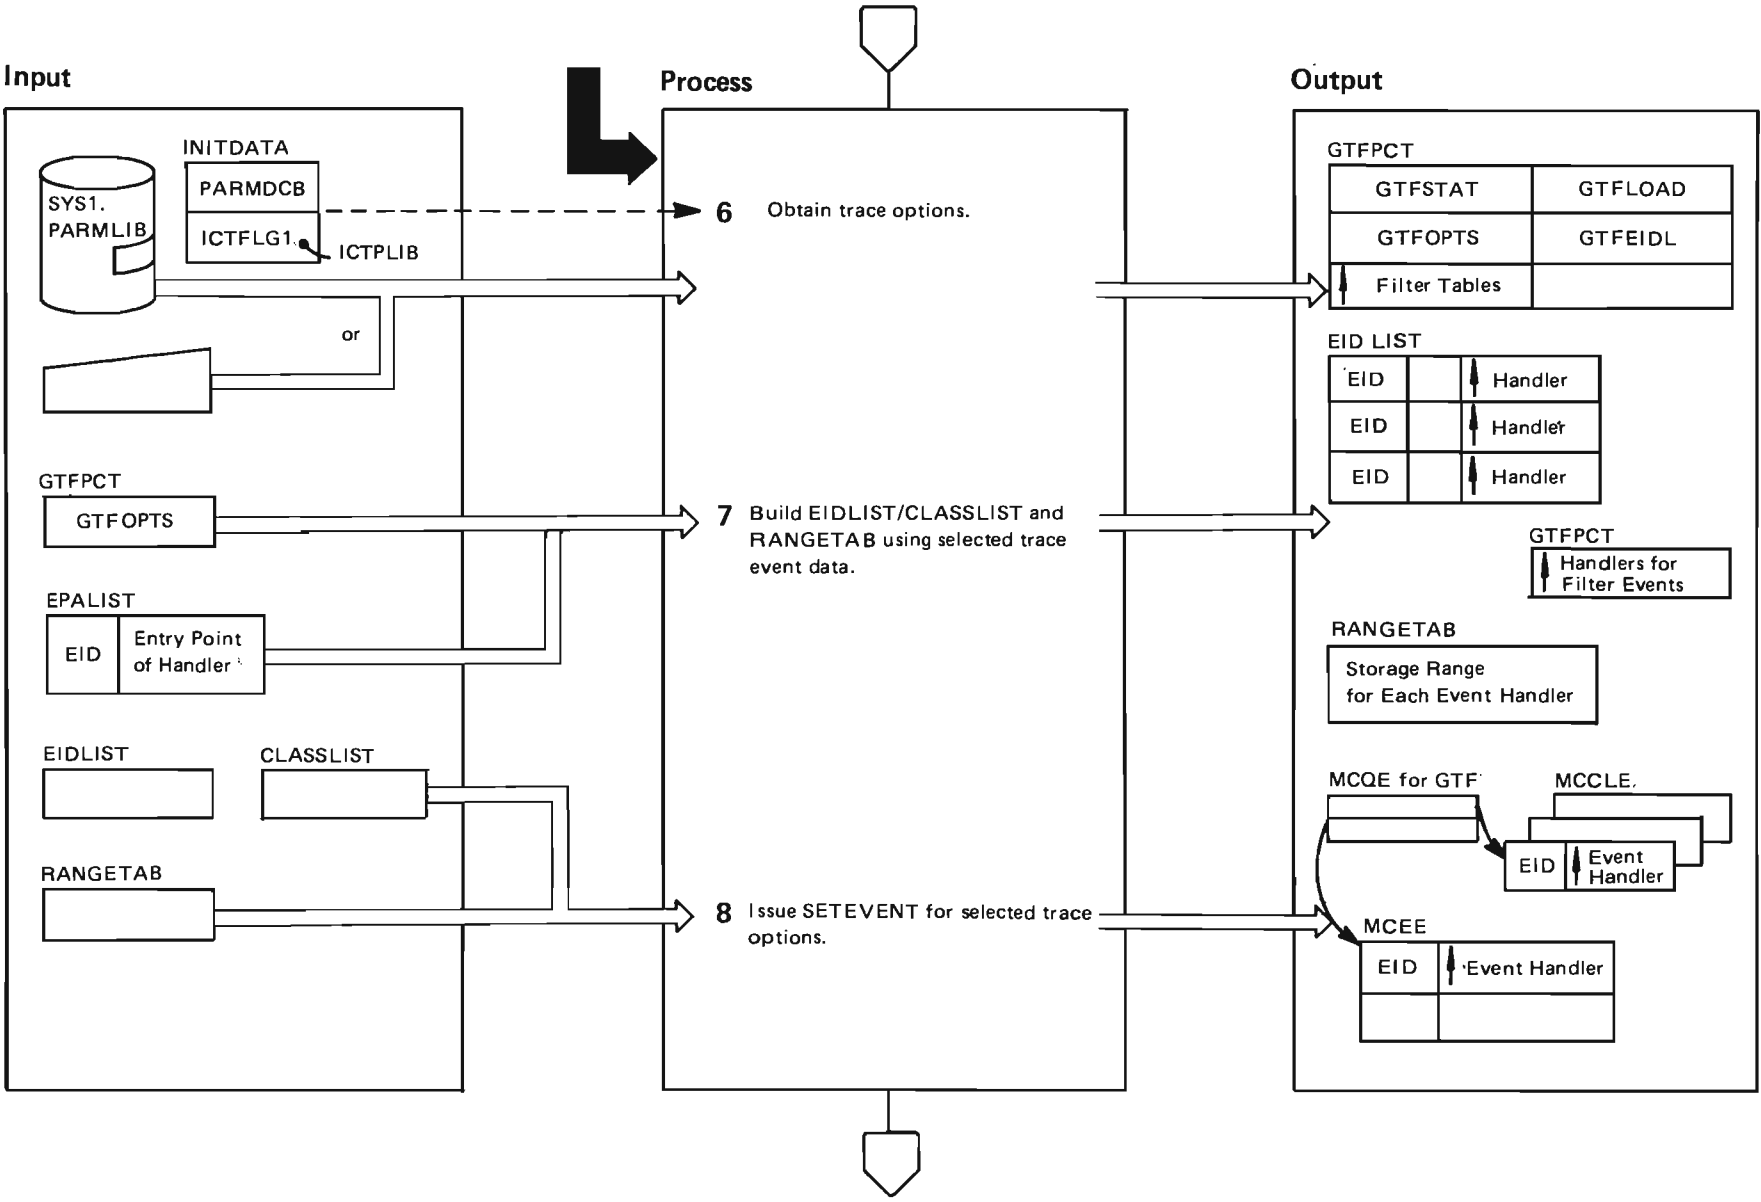 Input
INITDATA
PARMDCB
SYS1.
PARMLIB
ICTFLG1
ICTPLIB
or
GTFPCT
GTFOPTS
EPALIST
EID
Entry Point
of Handler
EIDLIST
CLASSLIST
RANGETAB
Process
6 Obtain trace options.
7 Build EIDLIST/CLASSLIST and
RANGETAB using selected trace
event data.
8 Issue SETEVENT for selected trace
options.
Output
GTFPCT
GTFSTAT GTFLOAD
GTFOPTS GTFEIDL
Filter Tables
EID LIST
EID Handler
EID Handler
EID Handler
GTFPCT
Handlers for
Filter Events
RANGETAB
Storage Range
for Each Event Handler
MCQE for GTF MCCLE
EID Event
Handler
MCEE
EID Event Handler